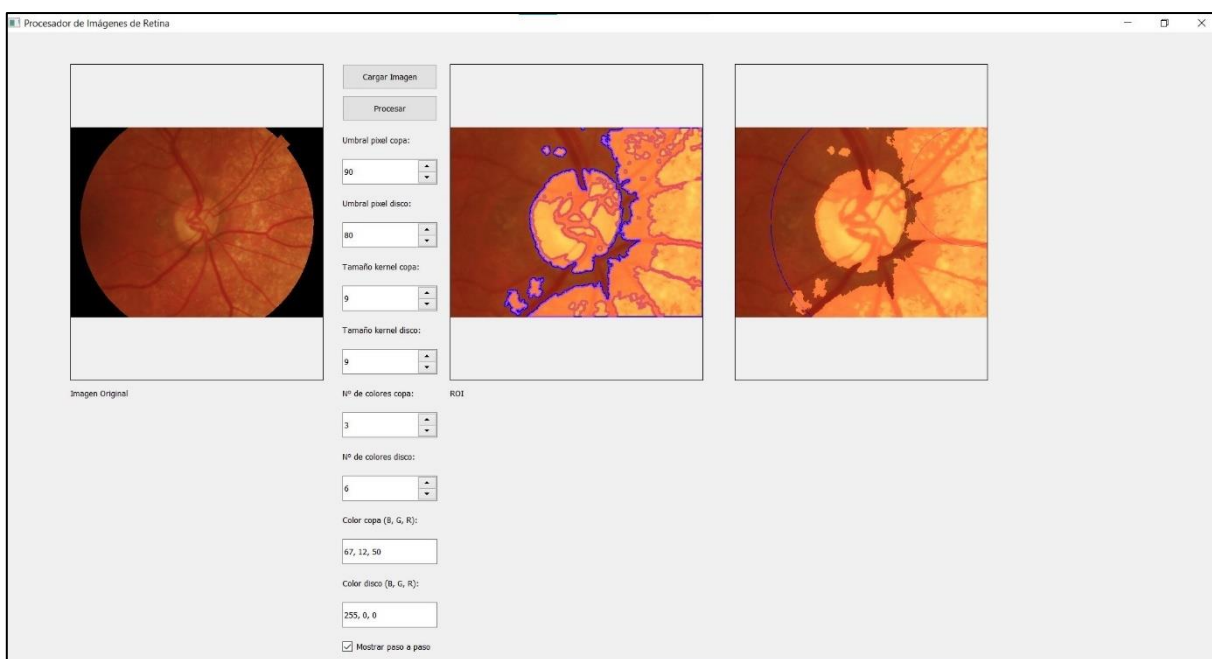 Procesador de Imágenes de Retina
Cargar Imagen
Procesar
Umbral pixel copa:
90
Umbral pixel disco:
80
Tamaño kernel copa:
9
Tamaño kernel disco:
9
Imagen Original
Nº de colores copa:
ROI
3
Nº de colores disco:
6
Color copa (B, G, R):
67, 12, 50
Color disco (B, G, R):
255, 0, 0
Mostrar paso a paso